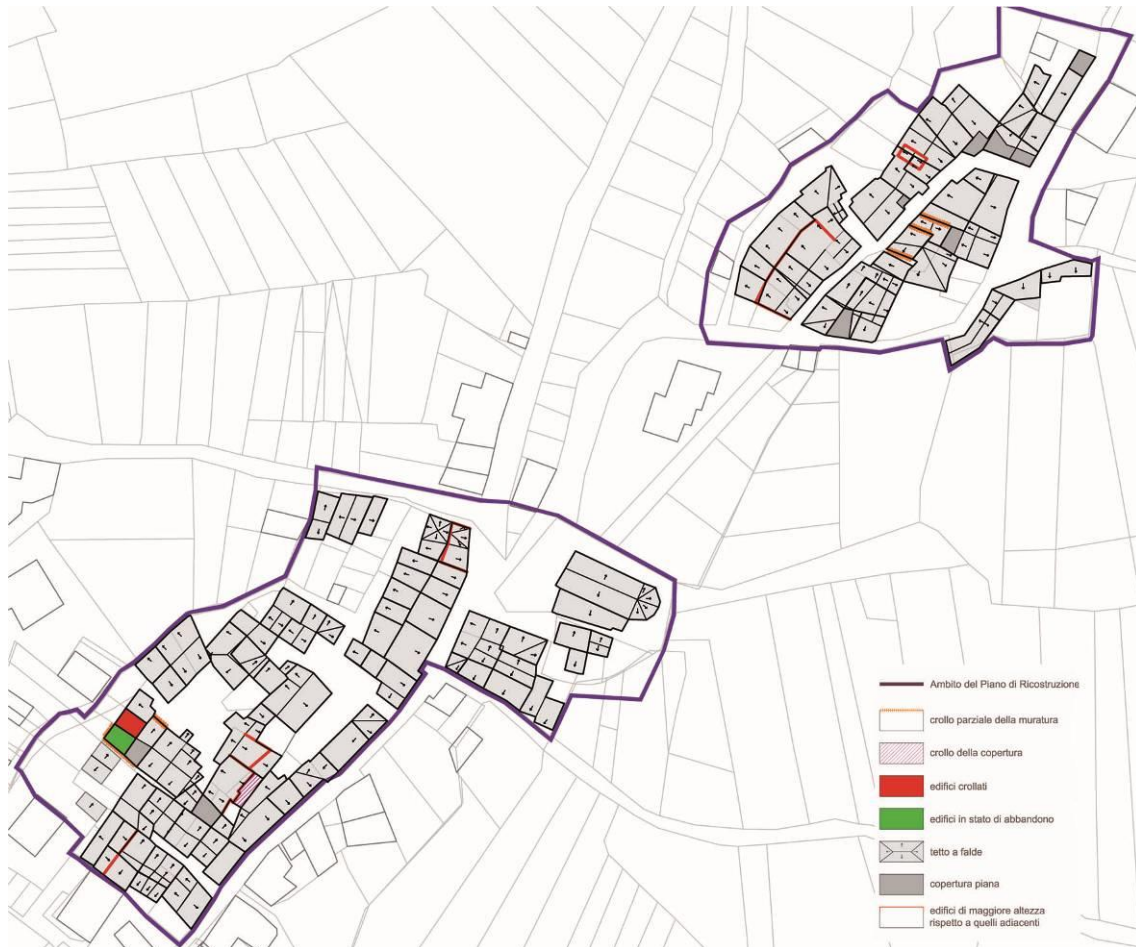 Ambito del Piano di Ricostruzione
crollo parziale della muratura
crollo della copertura
edifici crollati
edifici in stato di abbandono
tetto a falde
copertura piana
edifici di maggiore altezza
rispetto a quelli adiacenti